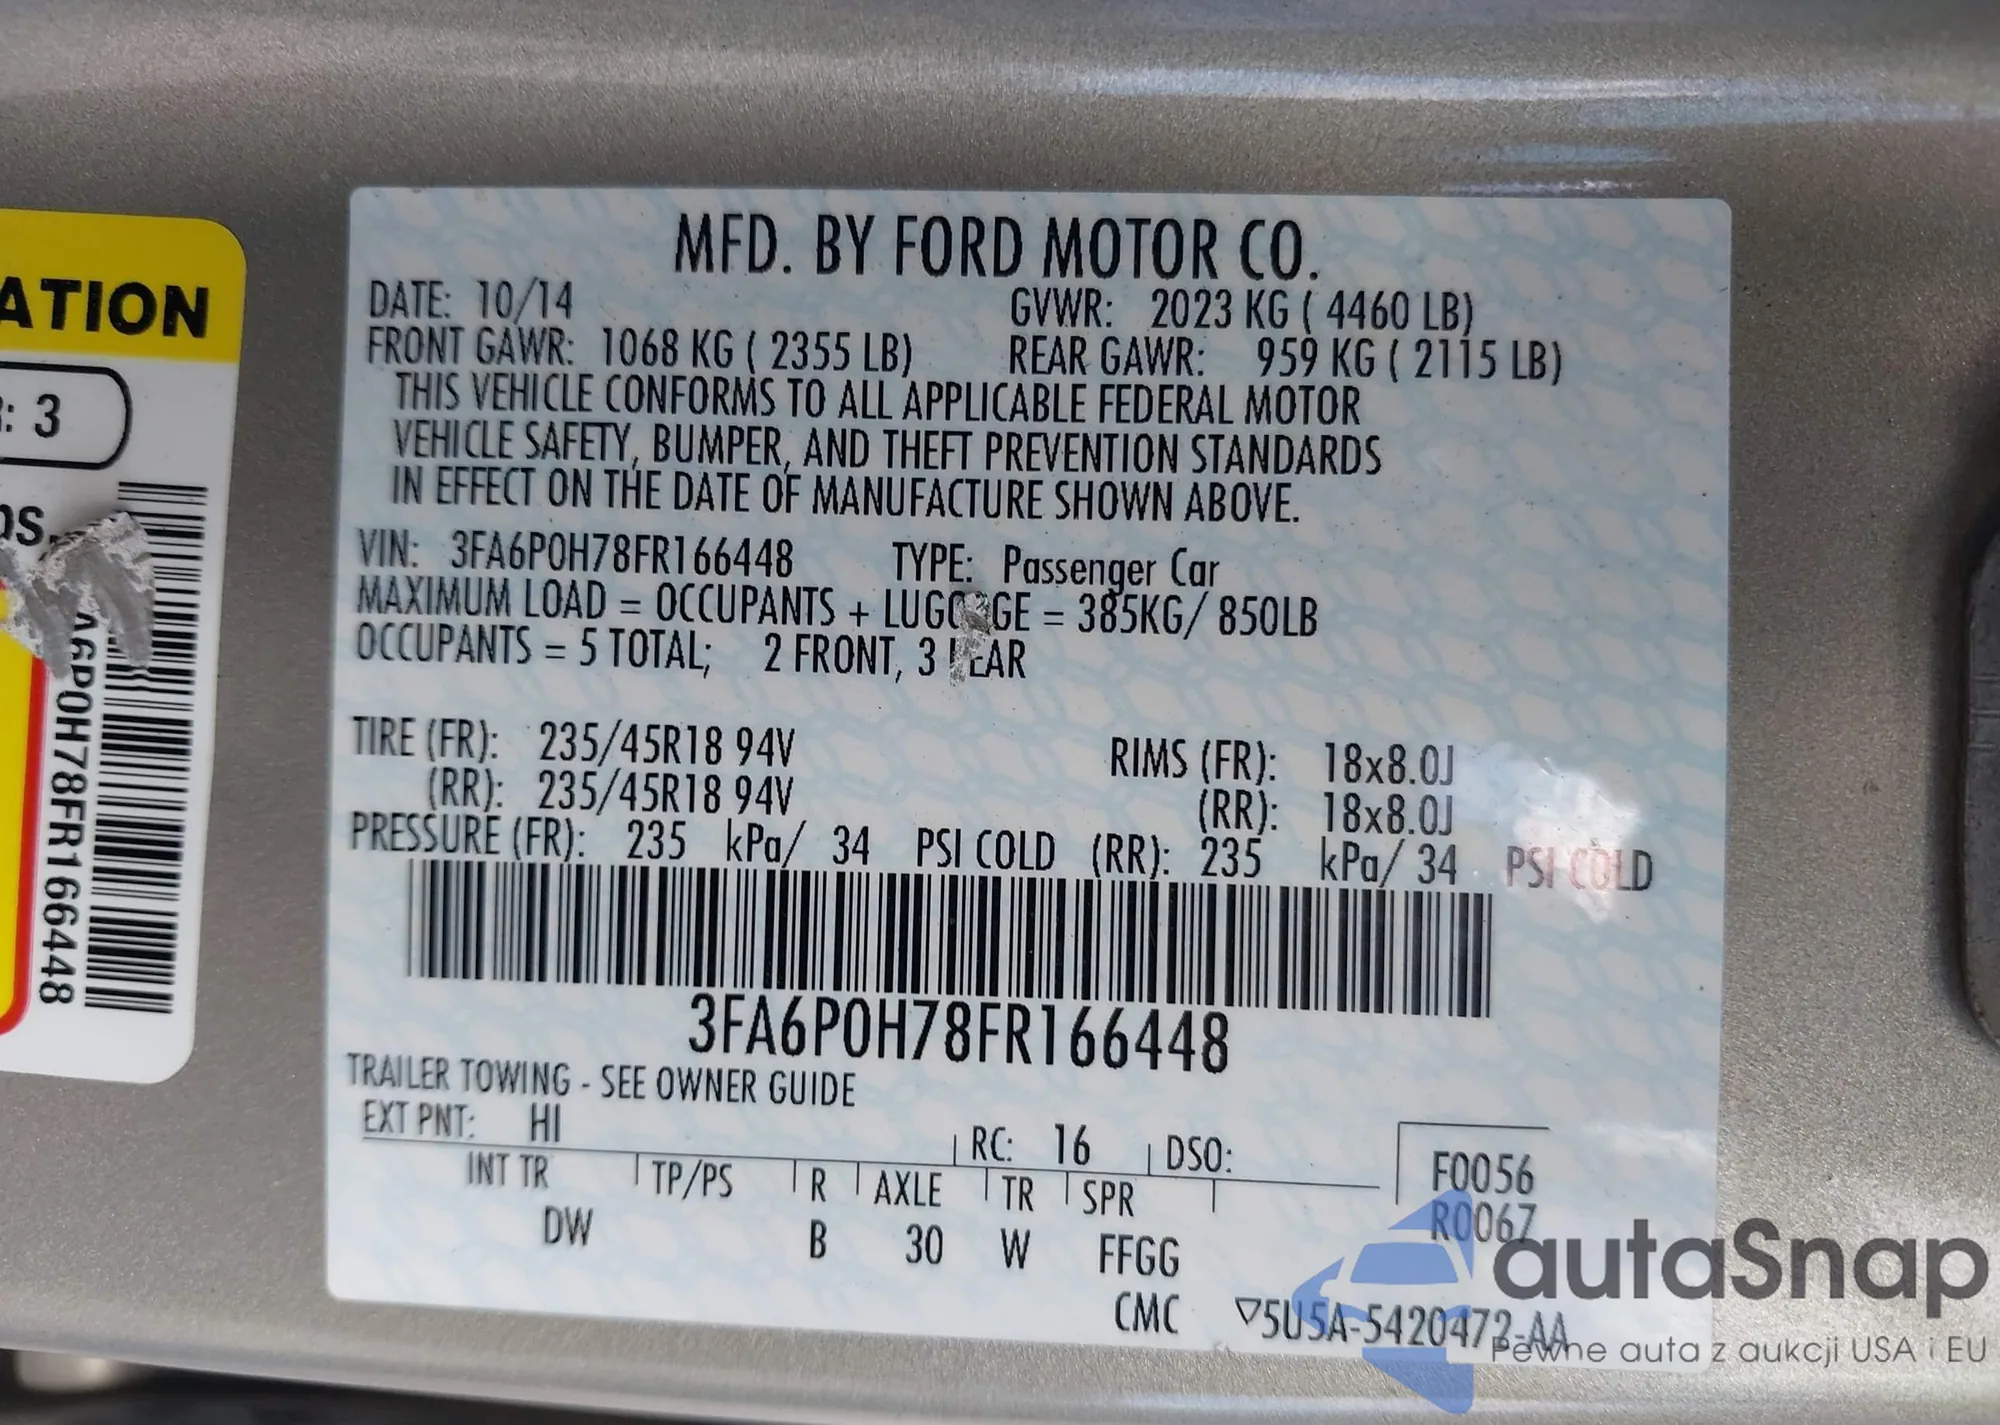 MFD. BY FORD MOTOR CO.
DATE: 10/14 GVWR: 2023 KG ( 4460 LB)
FRONT GAWR: 1068 KG ( 2355 LB) REAR GAWR: 959 KG ( 2115 LB)
THIS VEHICLE CONFORMS TO ALL APPLICABLE FEDERAL MOTOR
VEHICLE SAFETY, BUMPER, AND THEFT PREVENTION STANDARDS
IN EFFECT ON THE DATE OF MANUFACTURE SHOWN ABOVE.
VIN: 3FA6P0H78FR166448 TYPE: Passenger Car
MAXIMUM LOAD = OCCUPANTS + LUGGAGE = 385KG/ 850LB
OCCUPANTS = 5 TOTAL; 2 FRONT, 3 REAR
TIRE (FR): 235/45R18 94V RIMS (FR): 18x8.0J
(RR): 235/45R18 94V (RR): 18x8.0J
PRESSURE (FR): 235 kPa/ 34 PSI COLD (RR): 235 kPa/ 34 PSI COLD
3FA6P0H78FR166448
TRAILER TOWING - SEE OWNER GUIDE
EXT PNT: HI RC: 16 DSO:
INT TR TP/PS R AXLE TR SPR
DW B 30 W FFGG
F0056
R0067
CMC ▽5U5A-5420472-AA
ATION
: 3
A6P0H78FR166448
autaSnap
Pewne auta z aukcji USA i EU